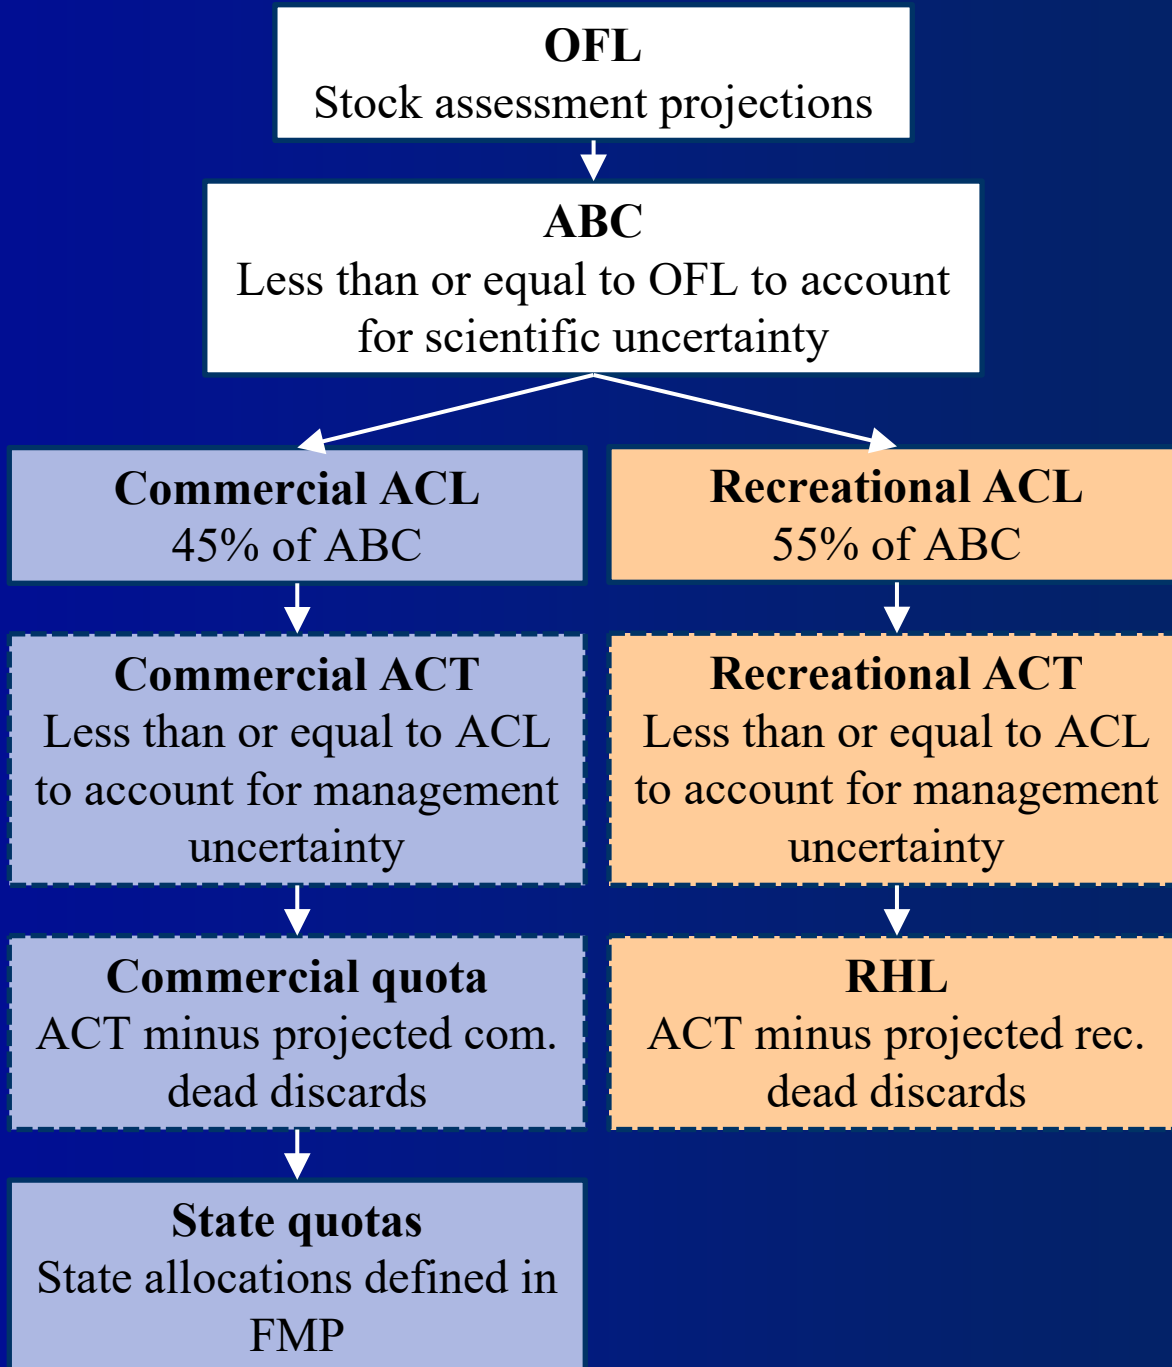 OFL
Stock assessment projections
ABC
Less than or equal to OFL to account
for scientific uncertainty
Commercial ACL
45% of ABC
Recreational ACL
55% of ABC
Commercial ACT
Less than or equal to ACL
to account for management
uncertainty
Recreational ACT
Less than or equal to ACL
to account for management
uncertainty
Commercial quota
ACT minus projected com.
dead discards
RHL
ACT minus projected rec.
dead discards
State quotas
State allocations defined in
FMP